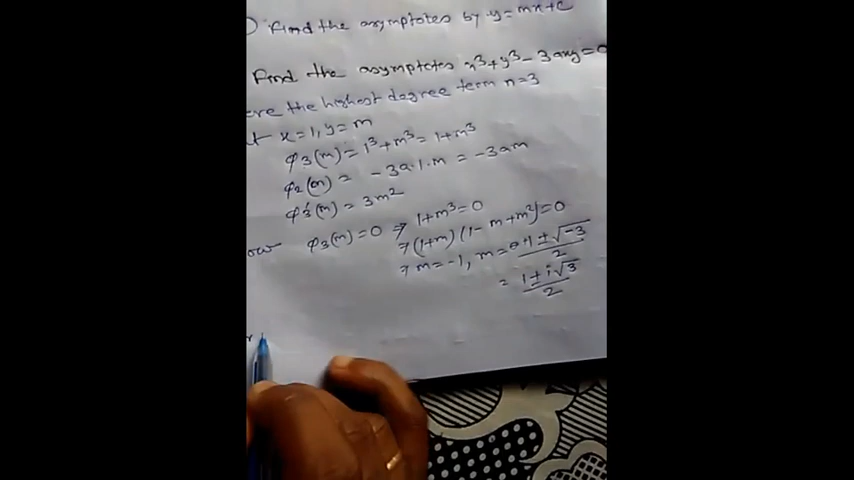 ) Find the asymptotes by y = mx + c
Find the asymptotes x³ + y³ - 3axy = 0
ere the highest degree term n = 3
t x = 1, y = m
φ₃(m) = 1³ + m³ = 1 + m³
φ₂(m) = -3a·1·m = -3am
φ₃'(m) = 3m²
ow φ₃(m) = 0 ⇒ 1 + m³ = 0
⇒ (1+m)(1 - m + m²) = 0
⇒ m = -1, m = +1 ± √-3 / 2
= 1 ± i√3 / 2